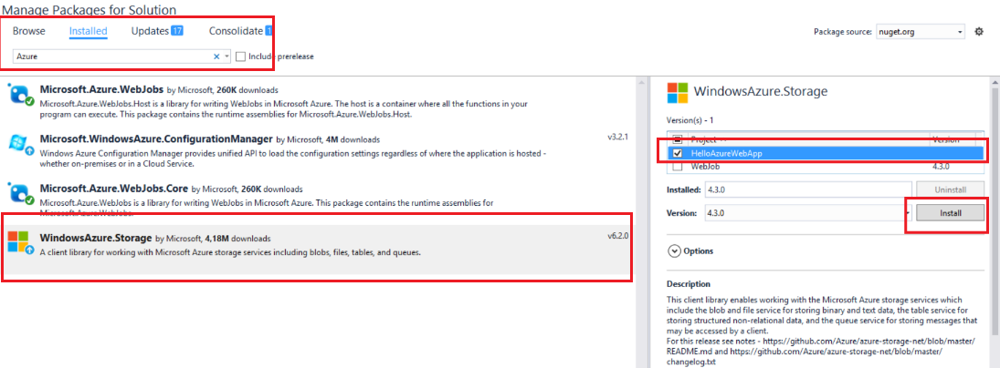 Manage Packages for Solution
Browse Installed Updates 17 Consolidate 1
Package source: nuget.org
Azure Include prerelease
Microsoft.Azure.WebJobs by Microsoft, 260K downloads
Microsoft.Azure.WebJobs.Host is a library for writing WebJobs in Microsoft Azure. The host is a container where all the functions in your
program can execute. This package contains the runtime assemblies for Microsoft.Azure.WebJobs.Host.
Microsoft.WindowsAzure.ConfigurationManager by Microsoft, 4M downloads v3.2.1
Windows Azure Configuration Manager provides unified API to load the configuration settings regardless of where the application is hosted -
whether on-premises or in a Cloud Service.
Microsoft.Azure.WebJobs.Core by Microsoft, 260K downloads
Microsoft.Azure.WebJobs is a library for writing WebJobs in Microsoft Azure. This package contains the runtime assemblies for
Microsoft.Azure.WebJobs.
WindowsAzure.Storage by Microsoft, 4,18M downloads v6.2.0
A client library for working with Microsoft Azure storage services including blobs, files, tables, and queues.
WindowsAzure.Storage
Version(s) - 1
Project Version
HelloAzureWebApp
WebJob 4.3.0
Installed: 4.3.0 Uninstall
Version: 4.3.0 Install
Options
Description
This client library enables working with the Microsoft Azure storage services which
include the blob and file service for storing binary and text data, the table service for
storing structured non-relational data, and the queue service for storing messages that
may be accessed by a client.
For this release see notes - https://github.com/Azure/azure-storage-net/blob/master/
README.md and https://github.com/Azure/azure-storage-net/blob/master/
changelog.txt